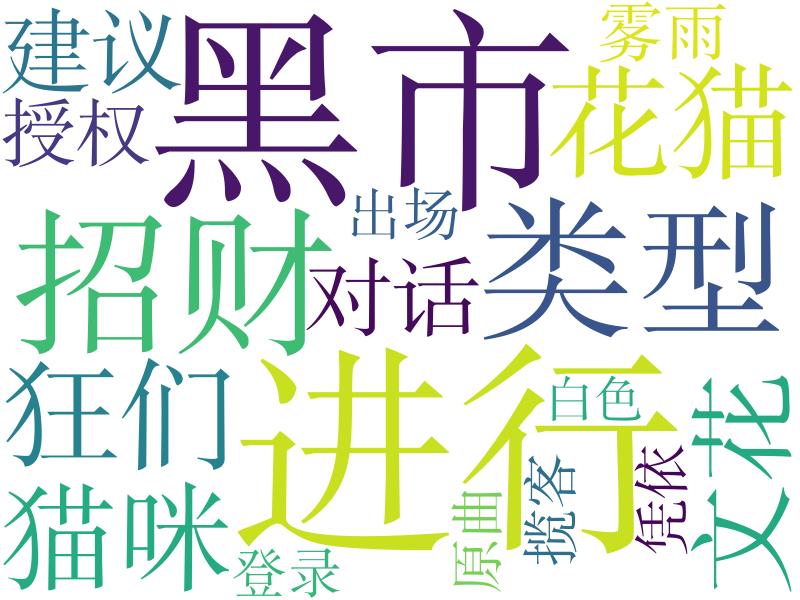 建议
黑市
雾雨
授权
花猫
招财
出场
类型
对话
狂们
进行
白色
文花
猫咪
登录
原曲
揽客
凭依